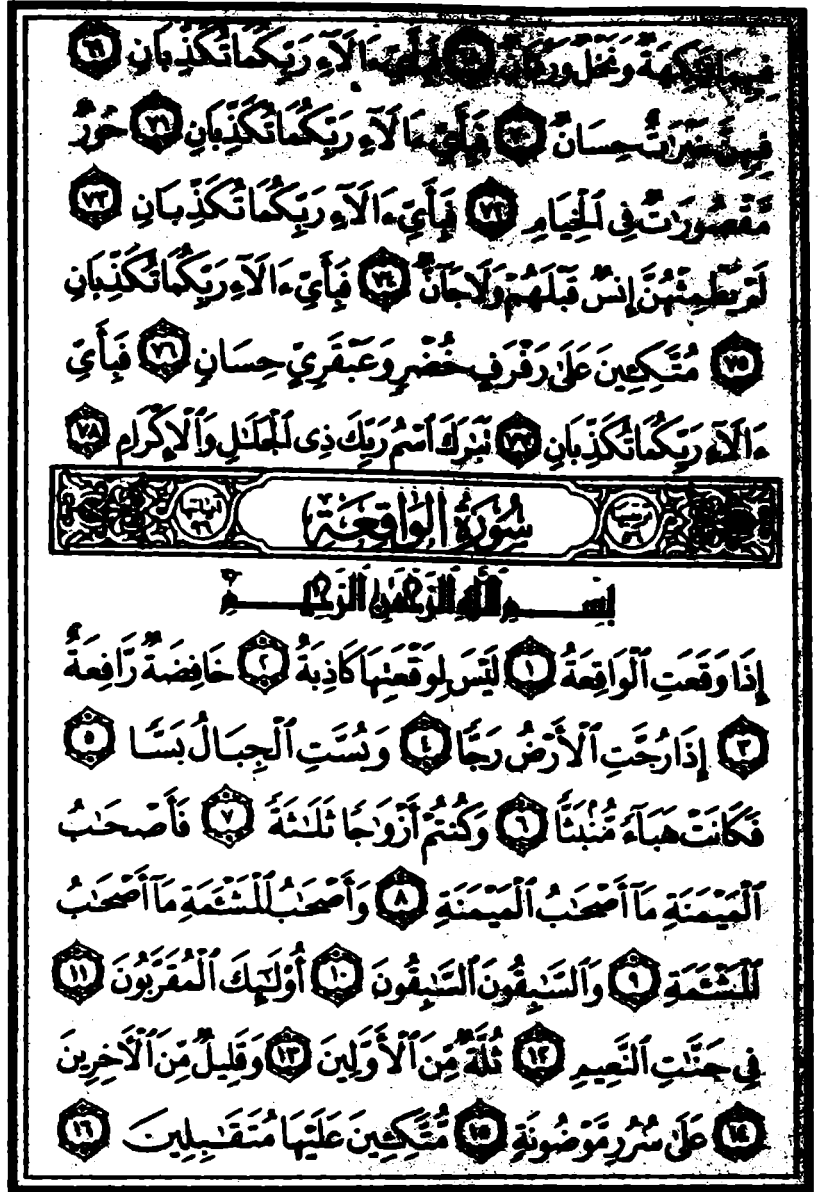 فِيهِمَا فَٰكِهَةٌ وَنَخْلٌ وَرُمَّانٌ ٦٨ فَبِأَيِّ ءَالَآءِ رَبِّكُمَا تُكَذِّبَانِ ٦٩
فِيهِنَّ خَيْرَٰتٌ حِسَانٌ ٧٠ فَبِأَيِّ ءَالَآءِ رَبِّكُمَا تُكَذِّبَانِ ٧١ حُورٌ
مَّقْصُورَٰتٌ فِى ٱلْخِيَامِ ٧٢ فَبِأَيِّ ءَالَآءِ رَبِّكُمَا تُكَذِّبَانِ ٧٣
لَمْ يَطْمِثْهُنَّ إِنسٌ قَبْلَهُمْ وَلَا جَآنٌّ ٧٤ فَبِأَيِّ ءَالَآءِ رَبِّكُمَا تُكَذِّبَانِ
٧٥ مُتَّكِـِٔينَ عَلَىٰ رَفْرَفٍ خُضْرٍ وَعَبْقَرِىٍّ حِسَانٍ ٧٦ فَبِأَيِّ
ءَالَآءِ رَبِّكُمَا تُكَذِّبَانِ ٧٧ تَبَٰرَكَ ٱسْمُ رَبِّكَ ذِى ٱلْجَلَٰلِ وَٱلْإِكْرَامِ ٧٨
ترتيبها ٥٦ سُورَةُ الْوَاقِعَةِ آياتها ٩٦
بِسْمِ ٱللَّهِ ٱلرَّحْمَٰنِ ٱلرَّحِيمِ
إِذَا وَقَعَتِ ٱلْوَاقِعَةُ ١ لَيْسَ لِوَقْعَتِهَا كَاذِبَةٌ ٢ خَافِضَةٌ رَّافِعَةٌ
٣ إِذَا رُجَّتِ ٱلْأَرْضُ رَجًّا ٤ وَبُسَّتِ ٱلْجِبَالُ بَسًّا ٥
فَكَانَتْ هَبَآءً مُّنۢبَثًّا ٦ وَكُنتُمْ أَزْوَٰجًا ثَلَٰثَةً ٧ فَأَصْحَٰبُ
ٱلْمَيْمَنَةِ مَآ أَصْحَٰبُ ٱلْمَيْمَنَةِ ٨ وَأَصْحَٰبُ ٱلْمَشْـَٔمَةِ مَآ أَصْحَٰبُ
ٱلْمَشْـَٔمَةِ ٩ وَٱلسَّٰبِقُونَ ٱلسَّٰبِقُونَ ١٠ أُو۟لَٰٓئِكَ ٱلْمُقَرَّبُونَ ١١
فِى جَنَّٰتِ ٱلنَّعِيمِ ١٢ ثُلَّةٌ مِّنَ ٱلْأَوَّلِينَ ١٣ وَقَلِيلٌ مِّنَ ٱلْءَاخِرِينَ
١٤ عَلَىٰ سُرُرٍ مَّوْضُونَةٍ ١٥ مُّتَّكِـِٔينَ عَلَيْهَا مُتَقَٰبِلِينَ ١٦